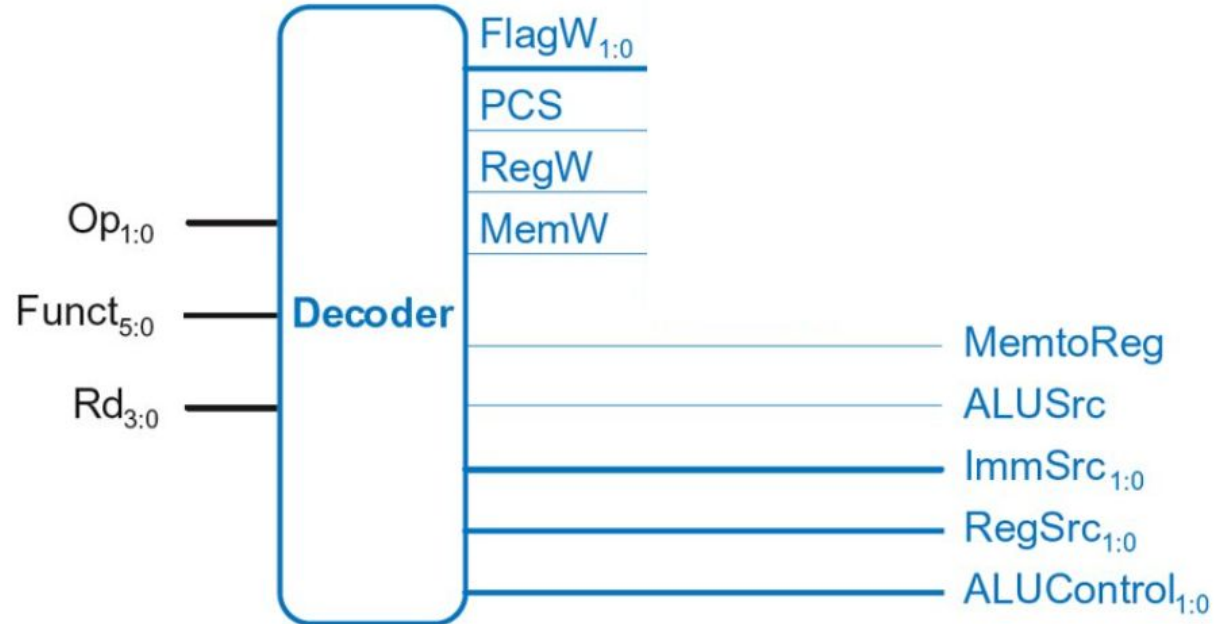 FlagW1:0
PCS
RegW
MemW
Op1:0
Funct5:0
Decoder
Rd3:0
MemtoReg
ALUSrc
ImmSrc1:0
RegSrc1:0
ALUControl1:0